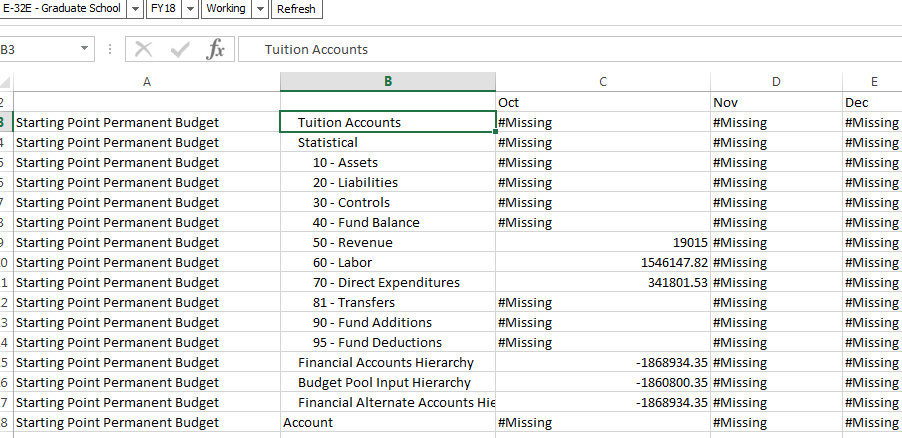 E-32E - Graduate School FY18 Working Refresh
B3 fx Tuition Accounts
A B C D E
2 Oct Nov Dec
3 Starting Point Permanent Budget Tuition Accounts #Missing #Missing #Missing
4 Starting Point Permanent Budget Statistical #Missing #Missing #Missing
5 Starting Point Permanent Budget 10 - Assets #Missing #Missing #Missing
6 Starting Point Permanent Budget 20 - Liabilities #Missing #Missing #Missing
7 Starting Point Permanent Budget 30 - Controls #Missing #Missing #Missing
8 Starting Point Permanent Budget 40 - Fund Balance #Missing #Missing #Missing
9 Starting Point Permanent Budget 50 - Revenue 19015 #Missing #Missing
0 Starting Point Permanent Budget 60 - Labor 1546147.82 #Missing #Missing
1 Starting Point Permanent Budget 70 - Direct Expenditures 341801.53 #Missing #Missing
2 Starting Point Permanent Budget 81 - Transfers #Missing #Missing #Missing
3 Starting Point Permanent Budget 90 - Fund Additions #Missing #Missing #Missing
4 Starting Point Permanent Budget 95 - Fund Deductions #Missing #Missing #Missing
5 Starting Point Permanent Budget Financial Accounts Hierarchy -1868934.35 #Missing #Missing
6 Starting Point Permanent Budget Budget Pool Input Hierarchy -1860800.35 #Missing #Missing
7 Starting Point Permanent Budget Financial Alternate Accounts Hie -1868934.35 #Missing #Missing
8 Starting Point Permanent Budget Account #Missing #Missing #Missing